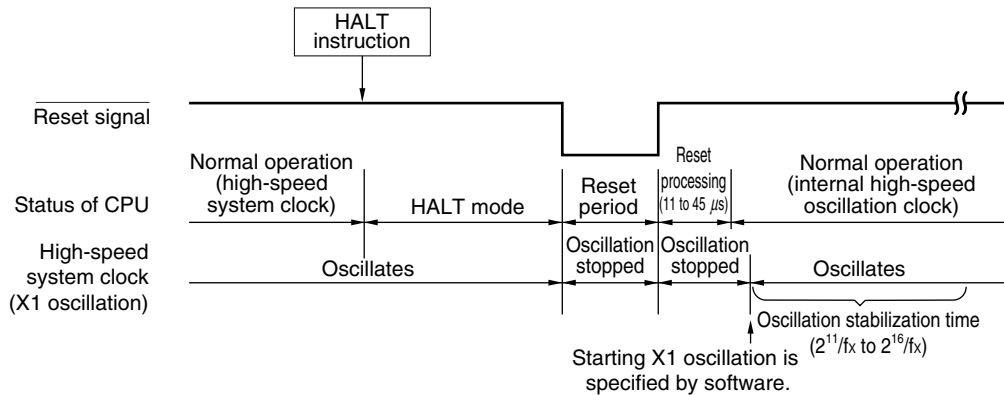 HALT
instruction
Reset signal
Normal operation
(high-speed
system clock)
HALT mode
Reset
period
Reset
processing
(11 to 45 μs)
Normal operation
(internal high-speed
oscillation clock)
Status of CPU
High-speed
system clock
(X1 oscillation)
Oscillates
Oscillation
stopped
Oscillation
stopped
Oscillates
Oscillation stabilization time
(2¹¹/fx to 2¹⁶/fx)
Starting X1 oscillation is
specified by software.